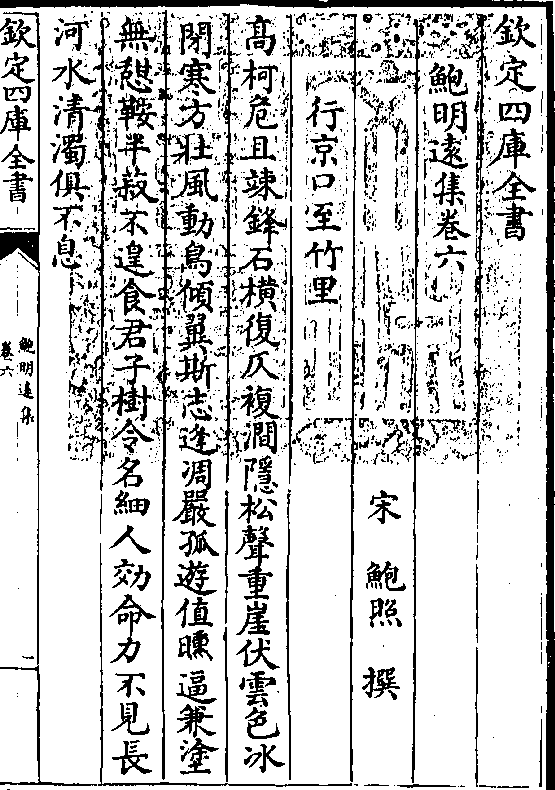 欽定四庫全書
鮑明逺集卷六
宋　鮑照　撰
行京口至竹里
高柯危且竦鋒石橫復仄複澗隱松聲重崖伏雲色冰
閉寒方壯風動鳥傾翼斯志逢凋嚴孤遊值曛逼兼塗
無憇鞍半菽不遑食君子樹令名細人効命力不見長
河水清濁俱不息
欽定四庫全書
鮑明逺集
卷六
一